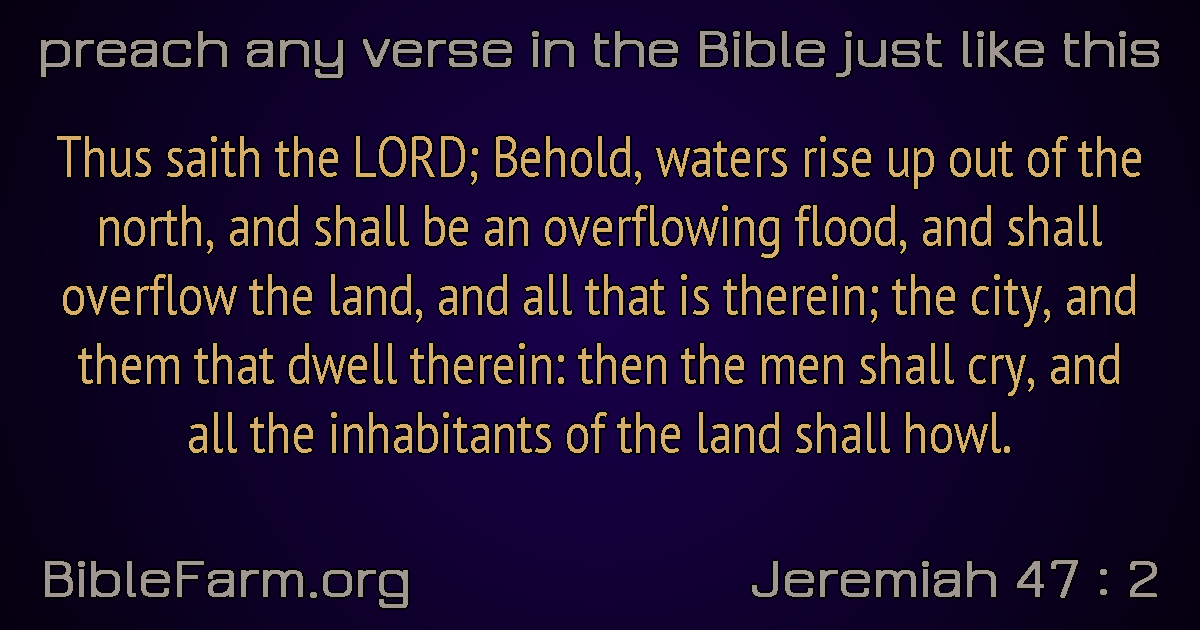 preach any verse in the Bible just like this
Thus saith the LORD; Behold, waters rise up out of the
north, and shall be an overflowing flood, and shall
overflow the land, and all that is therein; the city, and
them that dwell therein: then the men shall cry, and
all the inhabitants of the land shall howl.
BibleFarm.org
Jeremiah 47 : 2